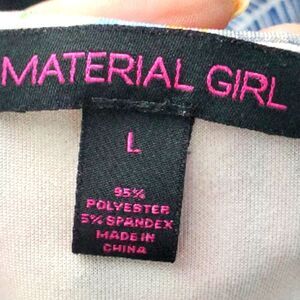 MATERIAL GIRL
L
95%
POLYESTER
5% SPANDEX
MADE IN
CHINA